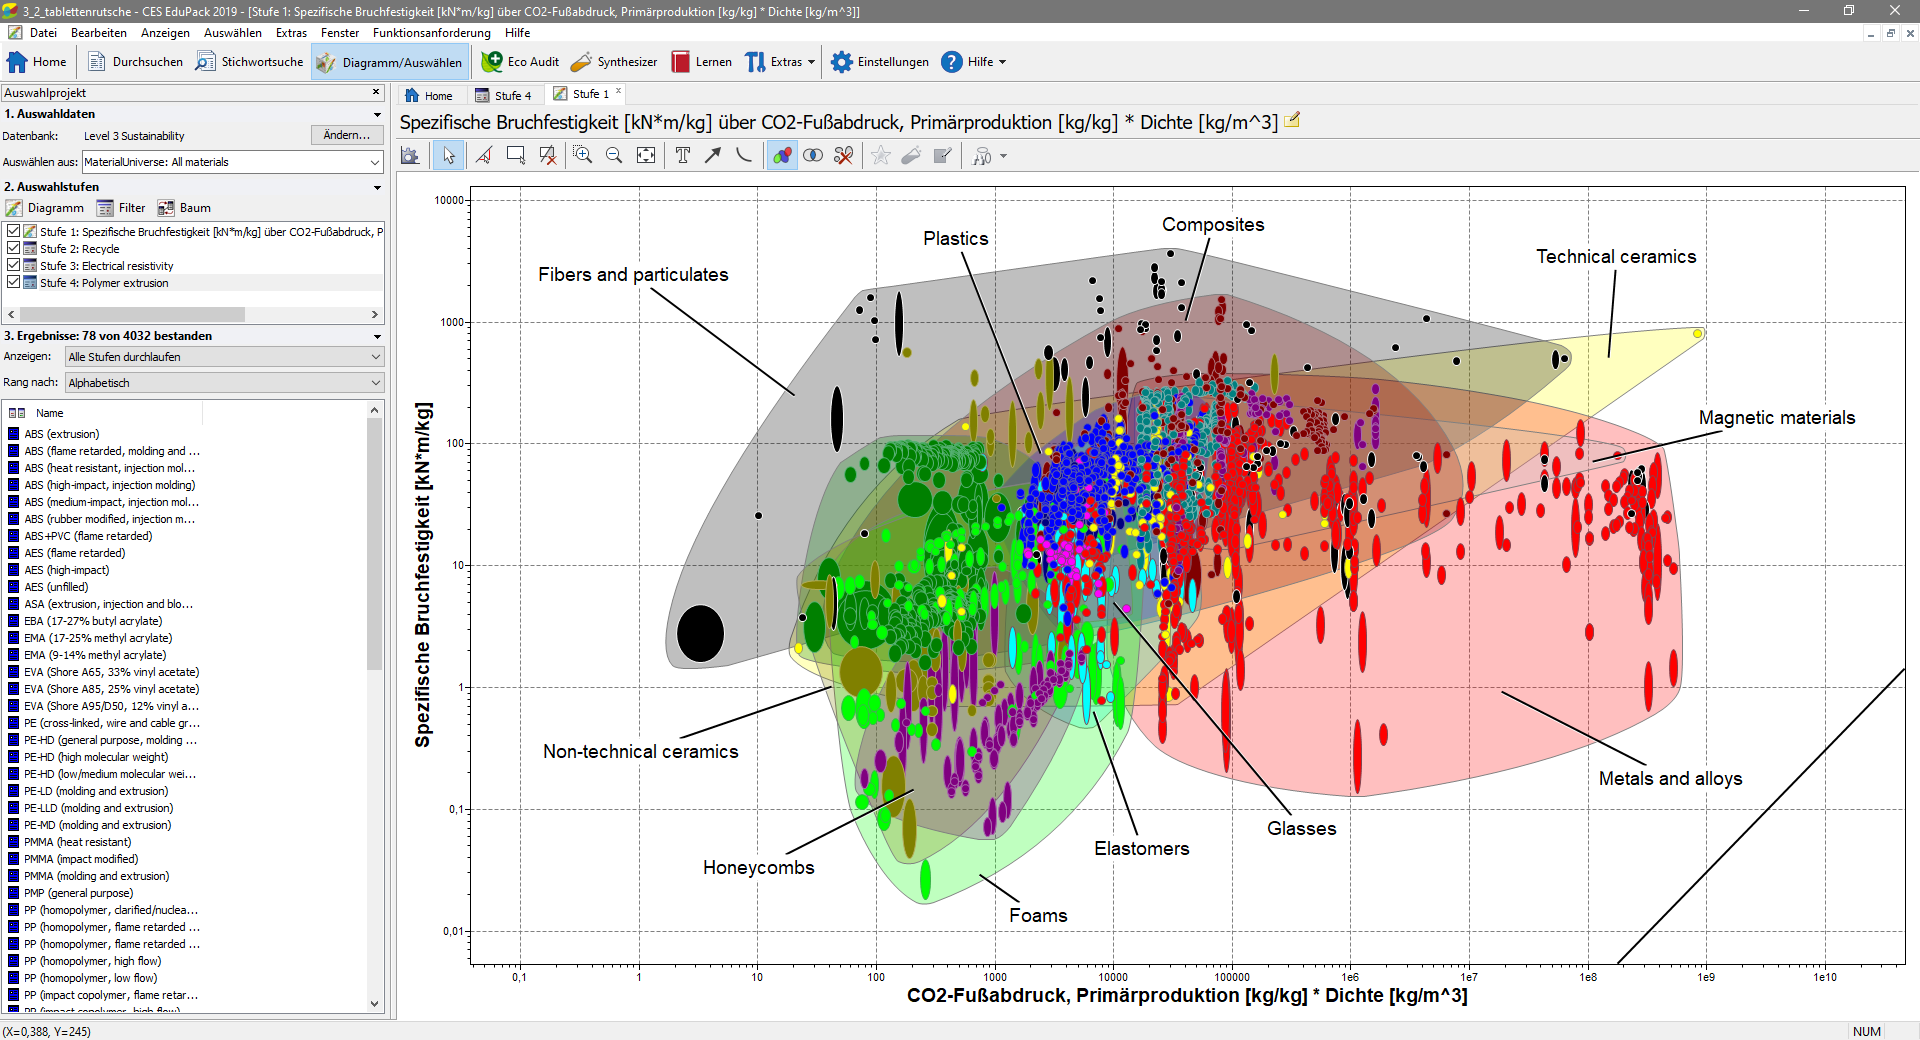 3_2_tablettenrutsche - CES EduPack 2019 - [Stufe 1: Spezifische Bruchfestigkeit [kN*m/kg] über CO2-Fußabdruck, Primärproduktion [kg/kg] * Dichte [kg/m^3]]
Datei Bearbeiten Anzeigen Auswählen Extras Fenster Funktionsanforderung Hilfe
Home Durchsuchen Stichwortsuche Diagramm/Auswählen Eco Audit Synthesizer Lernen Extras Einstellungen Hilfe
Auswahlprojekt
1. Auswahldaten
Datenbank: Level 3 Sustainability Ändern...
Auswählen aus: MaterialUniverse: All materials
2. Auswahlstufen
Diagramm Filter Baum
Stufe 1: Spezifische Bruchfestigkeit [kN*m/kg] über CO2-Fußabdruck, P
Stufe 2: Recycle
Stufe 3: Electrical resistivity
Stufe 4: Polymer extrusion
3. Ergebnisse: 78 von 4032 bestanden
Anzeigen: Alle Stufen durchlaufen
Rang nach: Alphabetisch
Name
ABS (extrusion)
ABS (flame retarded, molding and ...
ABS (heat resistant, injection mol...
ABS (high-impact, injection molding)
ABS (medium-impact, injection mol...
ABS (rubber modified, injection m...
ABS+PVC (flame retarded)
AES (flame retarded)
AES (high-impact)
AES (unfilled)
ASA (extrusion, injection and blo...
EBA (17-27% butyl acrylate)
EMA (17-25% methyl acrylate)
EMA (9-14% methyl acrylate)
EVA (Shore A65, 33% vinyl acetate)
EVA (Shore A85, 25% vinyl acetate)
EVA (Shore A95/D50, 12% vinyl a...
PE (cross-linked, wire and cable gr...
PE-HD (general purpose, molding ...
PE-HD (high molecular weight)
PE-HD (low/medium molecular wei...
PE-LD (molding and extrusion)
PE-LLD (molding and extrusion)
PE-MD (molding and extrusion)
PMMA (heat resistant)
PMMA (impact modified)
PMMA (molding and extrusion)
PMP (general purpose)
PP (homopolymer, clarified/nuclea...
PP (homopolymer, flame retarded ...
PP (homopolymer, flame retarded ...
PP (homopolymer, high flow)
PP (homopolymer, low flow)
PP (impact copolymer, flame retar...
PP (impact copolymer, high flow)
Home Stufe 4 Stufe 1
Spezifische Bruchfestigkeit [kN*m/kg] über CO2-Fußabdruck, Primärproduktion [kg/kg] * Dichte [kg/m^3]
Spezifische Bruchfestigkeit [kN*m/kg]
10000
1000
100
10
1
0,1
0,01
Composites
Plastics
Technical ceramics
Fibers and particulates
Magnetic materials
Non-technical ceramics
Metals and alloys
Glasses
Elastomers
Honeycombs
Foams
0,1 1 10 100 1000 10000 100000 1e6 1e7 1e8 1e9 1e10
CO2-Fußabdruck, Primärproduktion [kg/kg] * Dichte [kg/m^3]
(X=0,388, Y=245) NUM